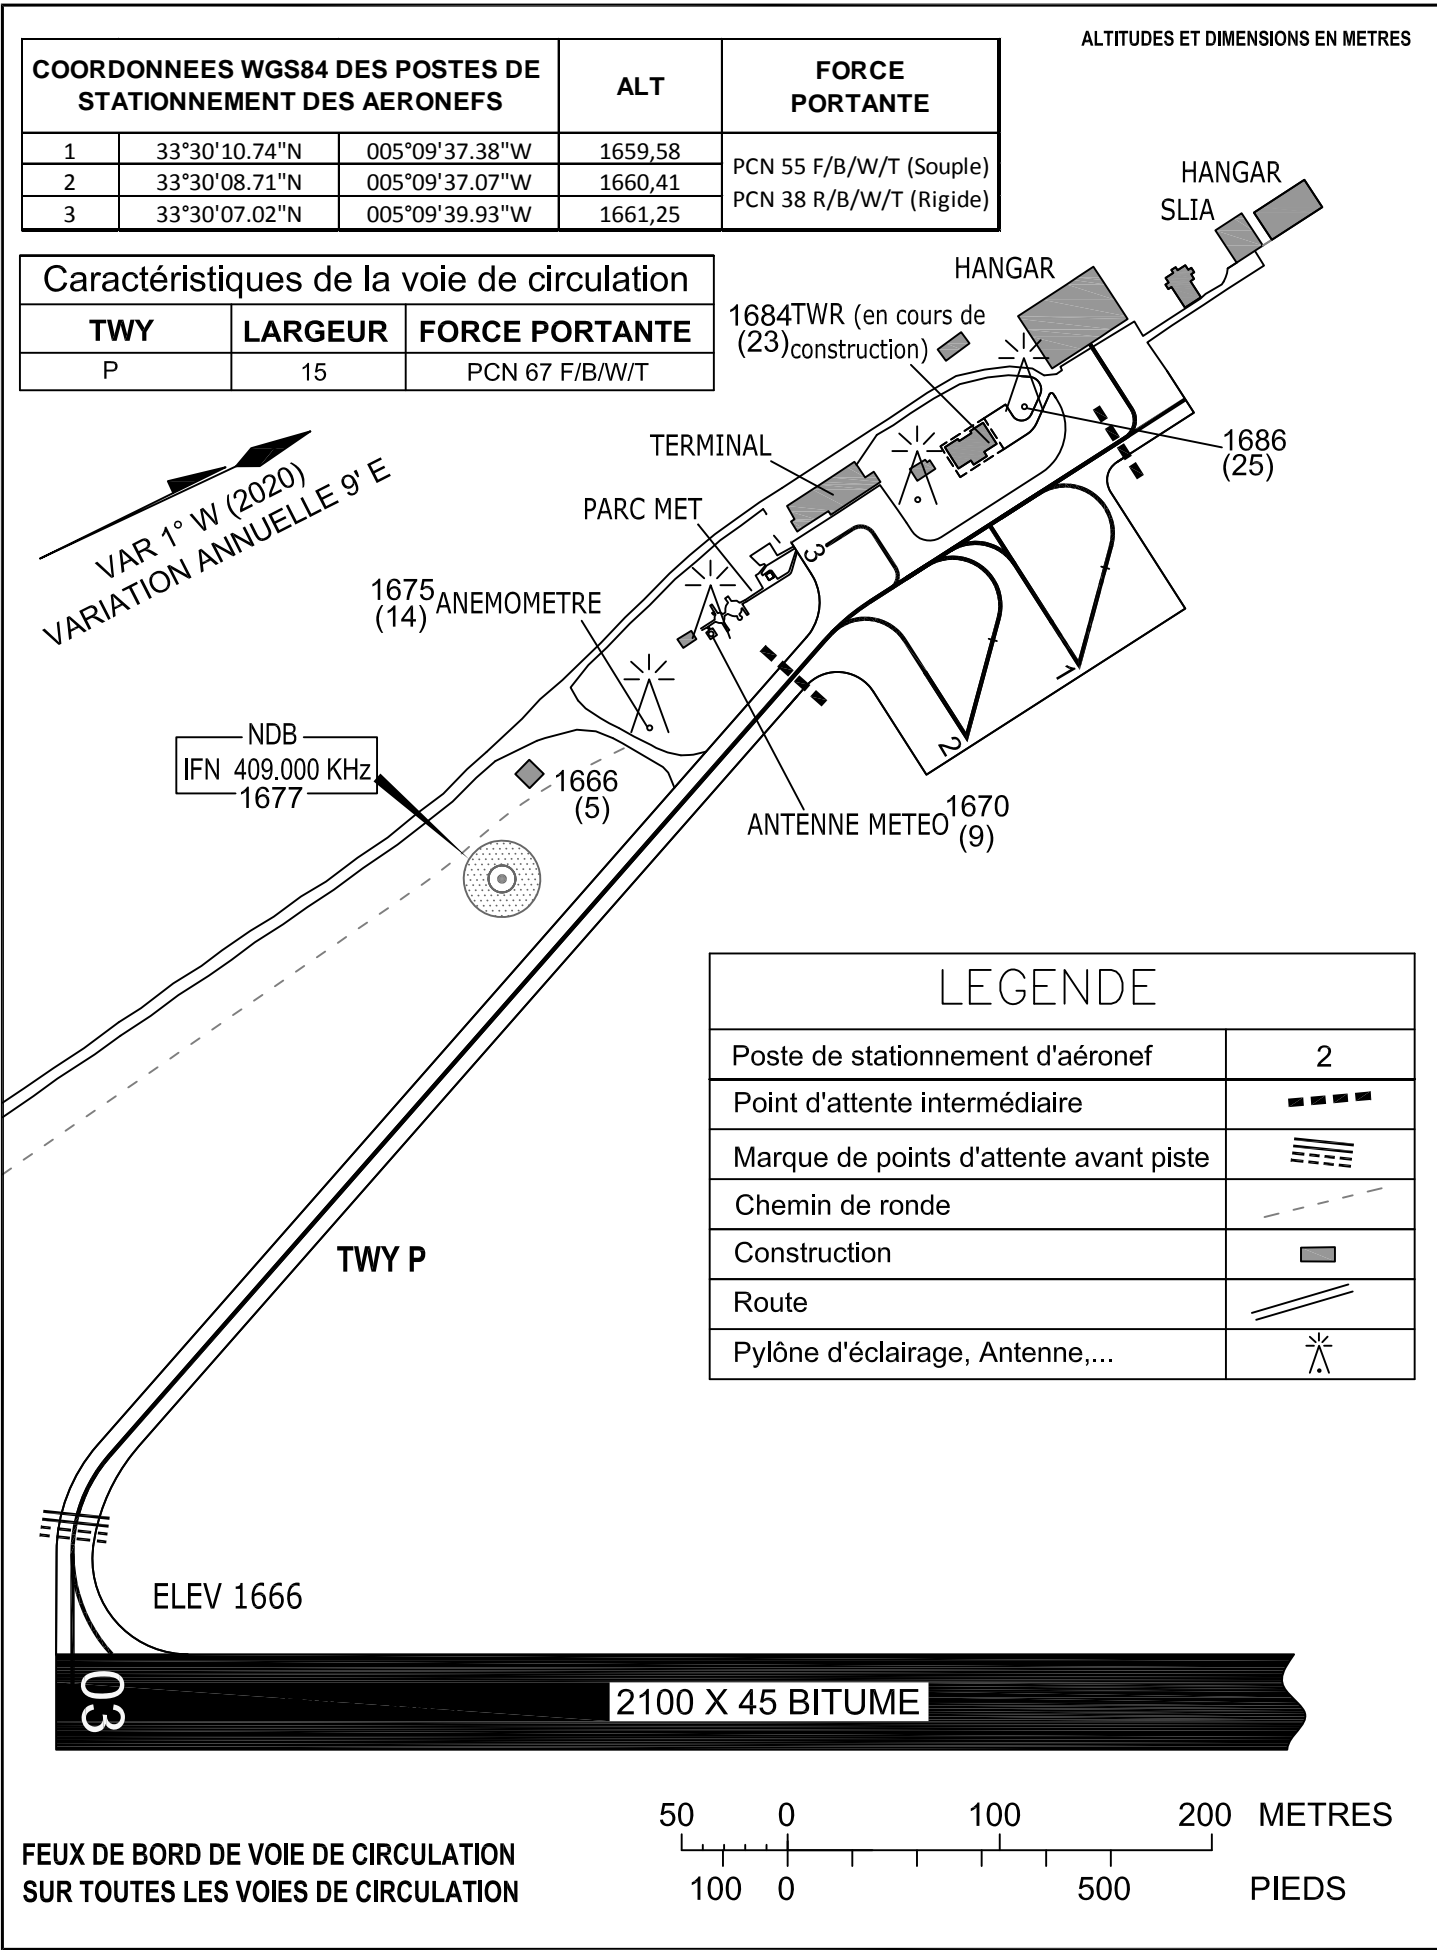 ALTITUDES ET DIMENSIONS EN METRES
COORDONNEES WGS84 DES POSTES DE
STATIONNEMENT DES AERONEFS
ALT
FORCE
PORTANTE
1 33°30'10.74"N 005°09'37.38"W 1659,58
2 33°30'08.71"N 005°09'37.07"W 1660,41
3 33°30'07.02"N 005°09'39.93"W 1661,25
PCN 55 F/B/W/T (Souple)
PCN 38 R/B/W/T (Rigide)
Caractéristiques de la voie de circulation
TWY LARGEUR FORCE PORTANTE
P 15 PCN 67 F/B/W/T
HANGAR
SLIA
HANGAR
1684
(23)
TWR (en cours de
construction)
1686
(25)
TERMINAL
PARC MET
VAR 1° W (2020)
VARIATION ANNUELLE 9' E
1675
(14)
ANEMOMETRE
3
1
2
NDB
IFN 409.000 KHz
1677
1666
(5)
ANTENNE METEO
1670
(9)
LEGENDE
Poste de stationnement d'aéronef 2
Point d'attente intermédiaire
Marque de points d'attente avant piste
Chemin de ronde
Construction
Route
Pylône d'éclairage, Antenne,...
TWY P
ELEV 1666
03
2100 X 45 BITUME
50 0 100 200 METRES
100 0 500 PIEDS
FEUX DE BORD DE VOIE DE CIRCULATION
SUR TOUTES LES VOIES DE CIRCULATION